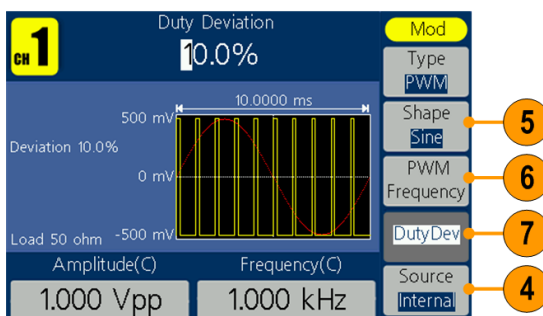 CH 1
Duty Deviation
10.0%
Mod
Type
PWM
Shape
Sine
5
PWM
Frequency
6
DutyDev
7
Source
Internal
4
10.0000 ms
500 mV
Deviation 10.0%
0 mV
Load 50 ohm
-500 mV
Amplitude(C)
Frequency(C)
1.000 Vpp
1.000 kHz